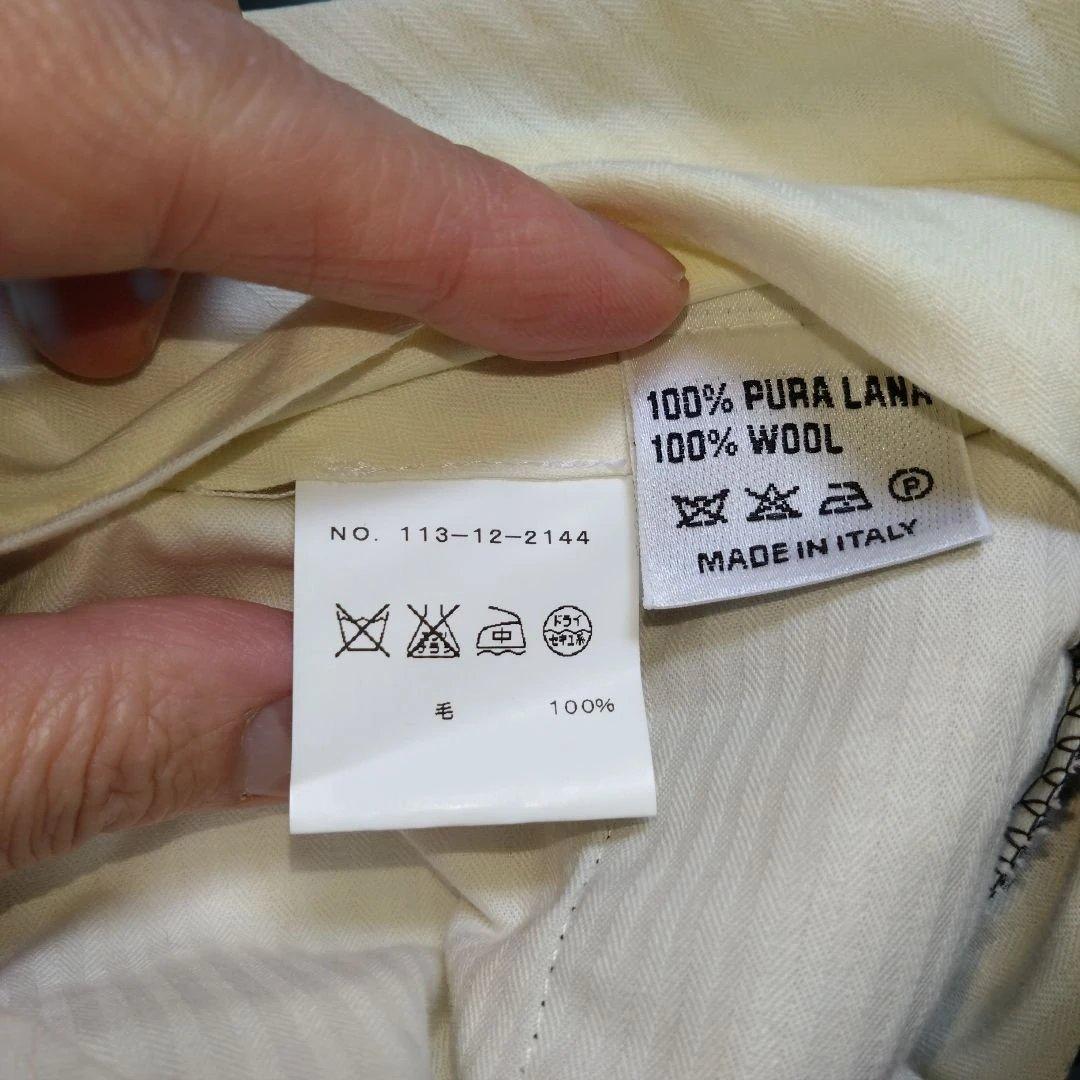 100% PURA LANA
100% WOOL
P
MADE IN ITALY
NO. 113-12-2144
中
ドライ
セキユ系
毛 100%